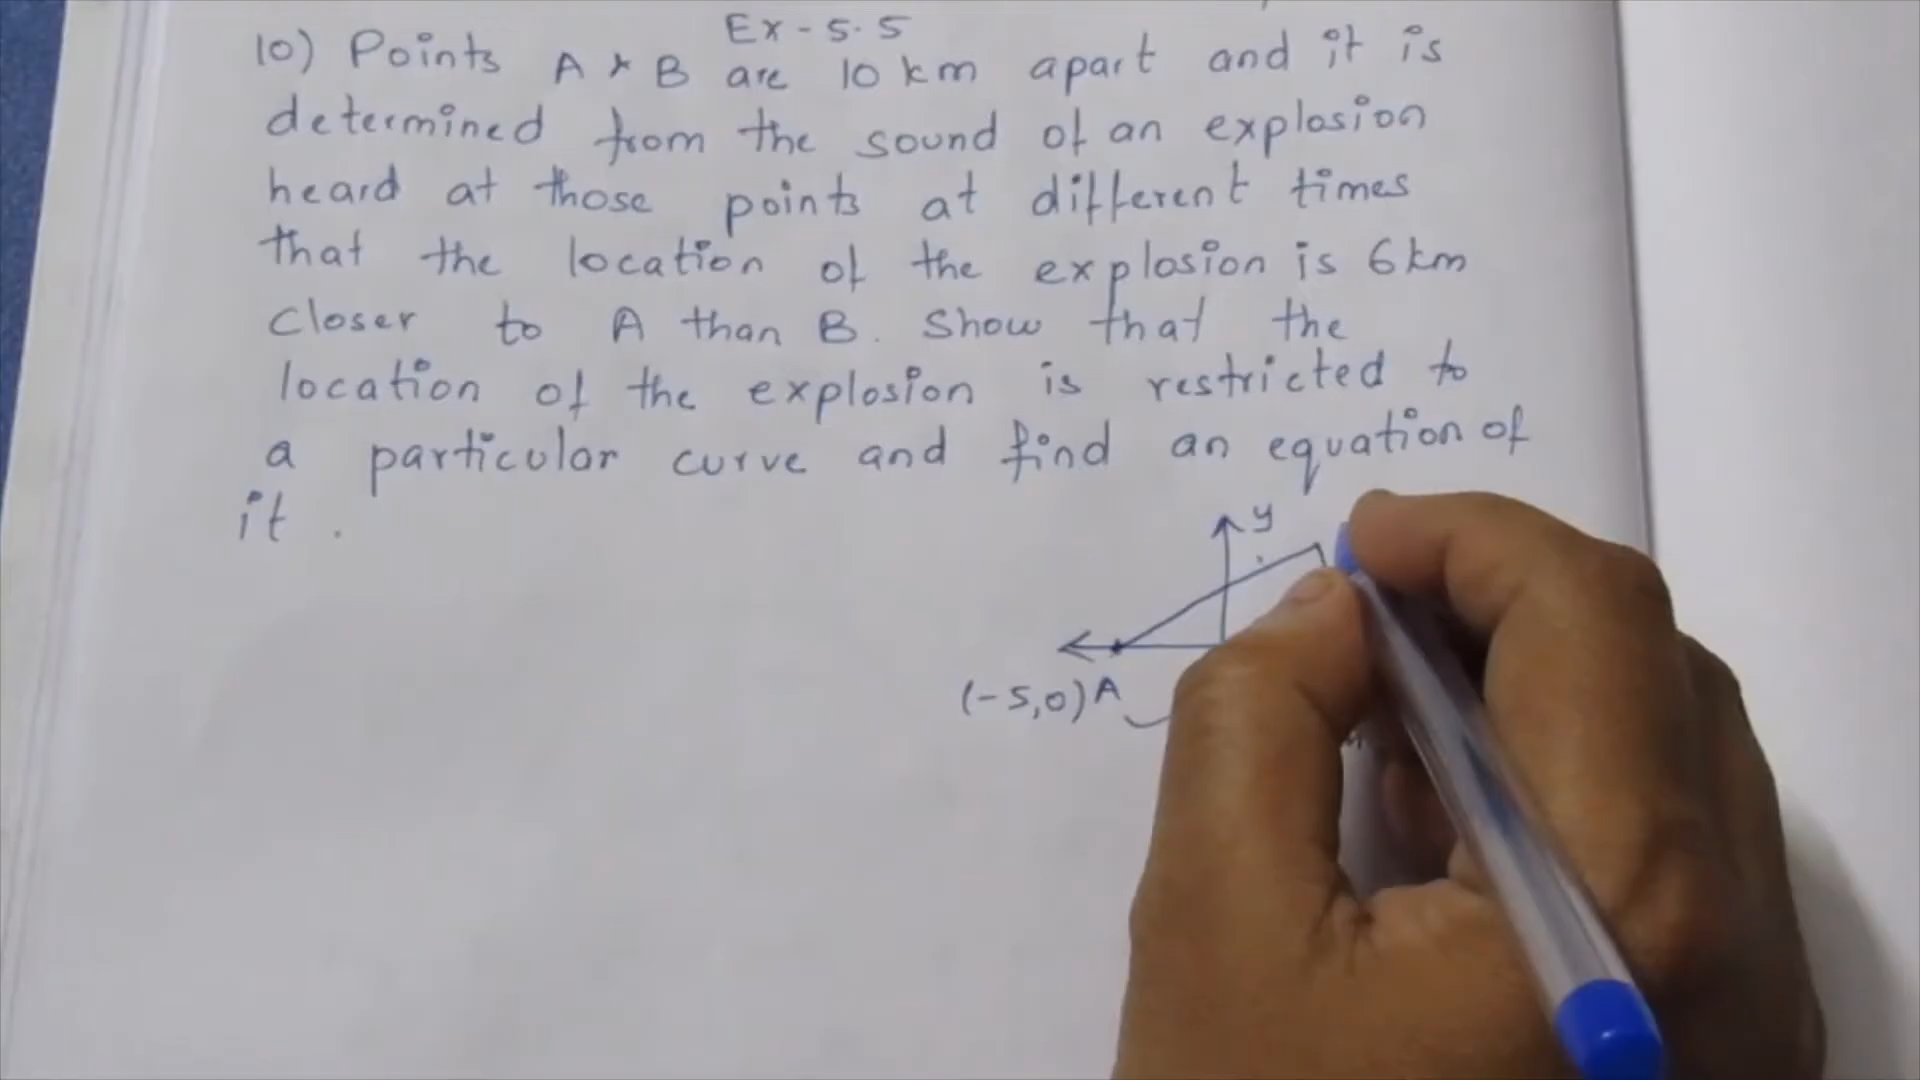 Ex-5.5
10) Points A & B are 10 km apart and it is
determined from the sound of an explosion
heard at those points at different times
that the location of the explosion is 6km
closer to A than B. Show that the
location of the explosion is restricted to
a particular curve and find an equation of
it.
y
(-5,0) A